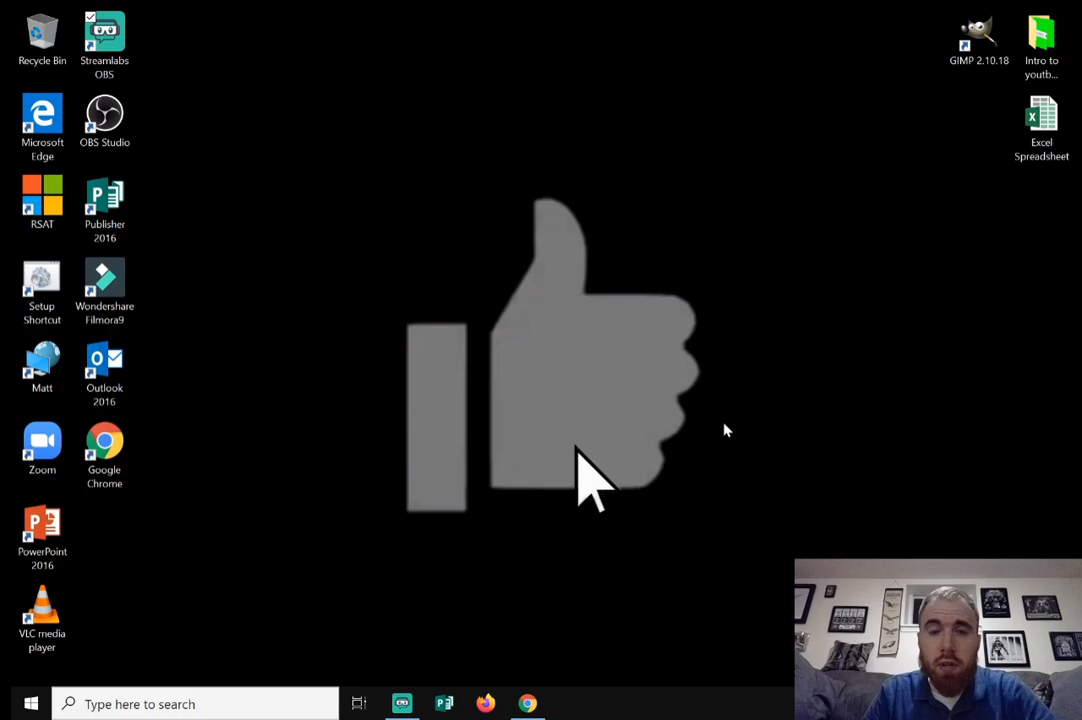 Recycle Bin
Streamlabs
OBS
Microsoft
Edge
OBS Studio
RSAT
Publisher
2016
Setup
Shortcut
Wondershare
Filmora9
Matt
Outlook
2016
Zoom
Google
Chrome
PowerPoint
2016
VLC media
player
GIMP 2.10.18
Intro to
youtb...
Excel
Spreadsheet
Type here to search